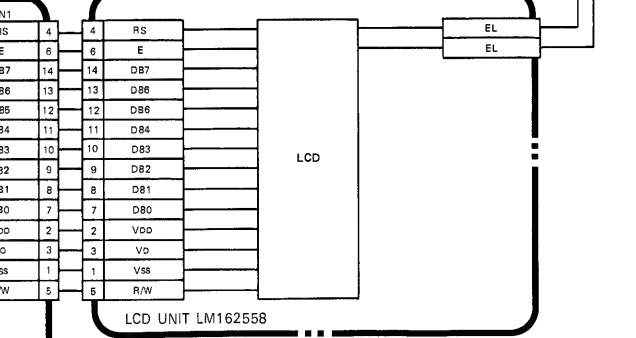 N1
RS 4 4 RS EL
E 6 6 E EL
B7 14 14 DB7
B6 13 13 DB6
B5 12 12 DB6
B4 11 11 DB4
B3 10 10 DB3 LCD
B2 9 9 DB2
B1 8 8 DB1
B0 7 7 DB0
DD 2 2 VDD
O 3 3 VO
SS 1 1 VSS
/W 5 5 R/W
LCD UNIT LM162558